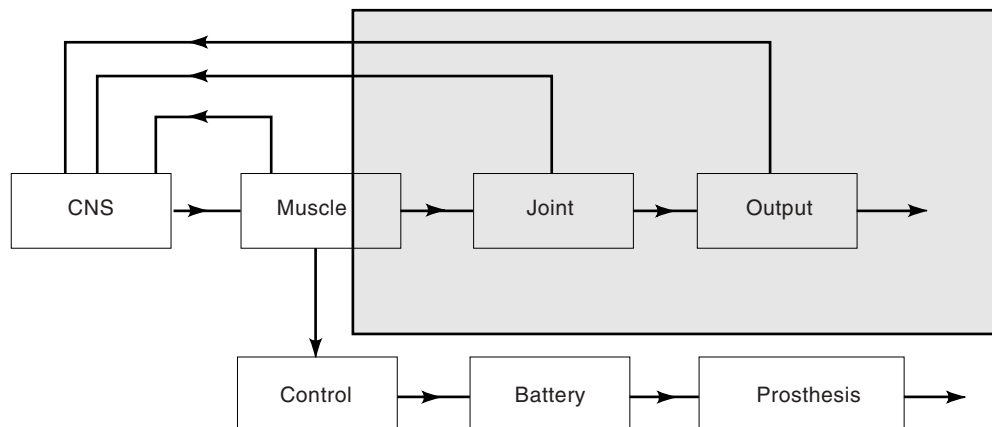 CNS
Muscle
Joint
Output
Control
Battery
Prosthesis